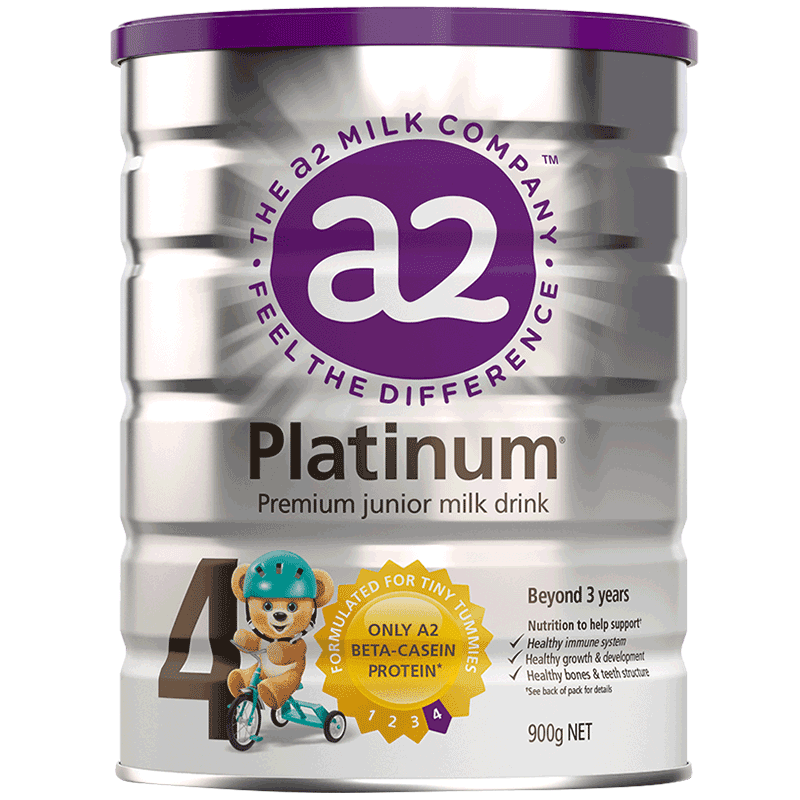 THE a2 MILK COMPANY ™
a2
• FEEL THE DIFFERENCE •
Platinum®
Premium junior milk drink
4
FORMULATED FOR TINY TUMMIES
ONLY A2
BETA-CASEIN
PROTEIN*
1 2 3 4
Beyond 3 years
Nutrition to help support†
✓ Healthy immune system
✓ Healthy growth & development
✓ Healthy bones & teeth structure
*See back of pack for details
900g NET